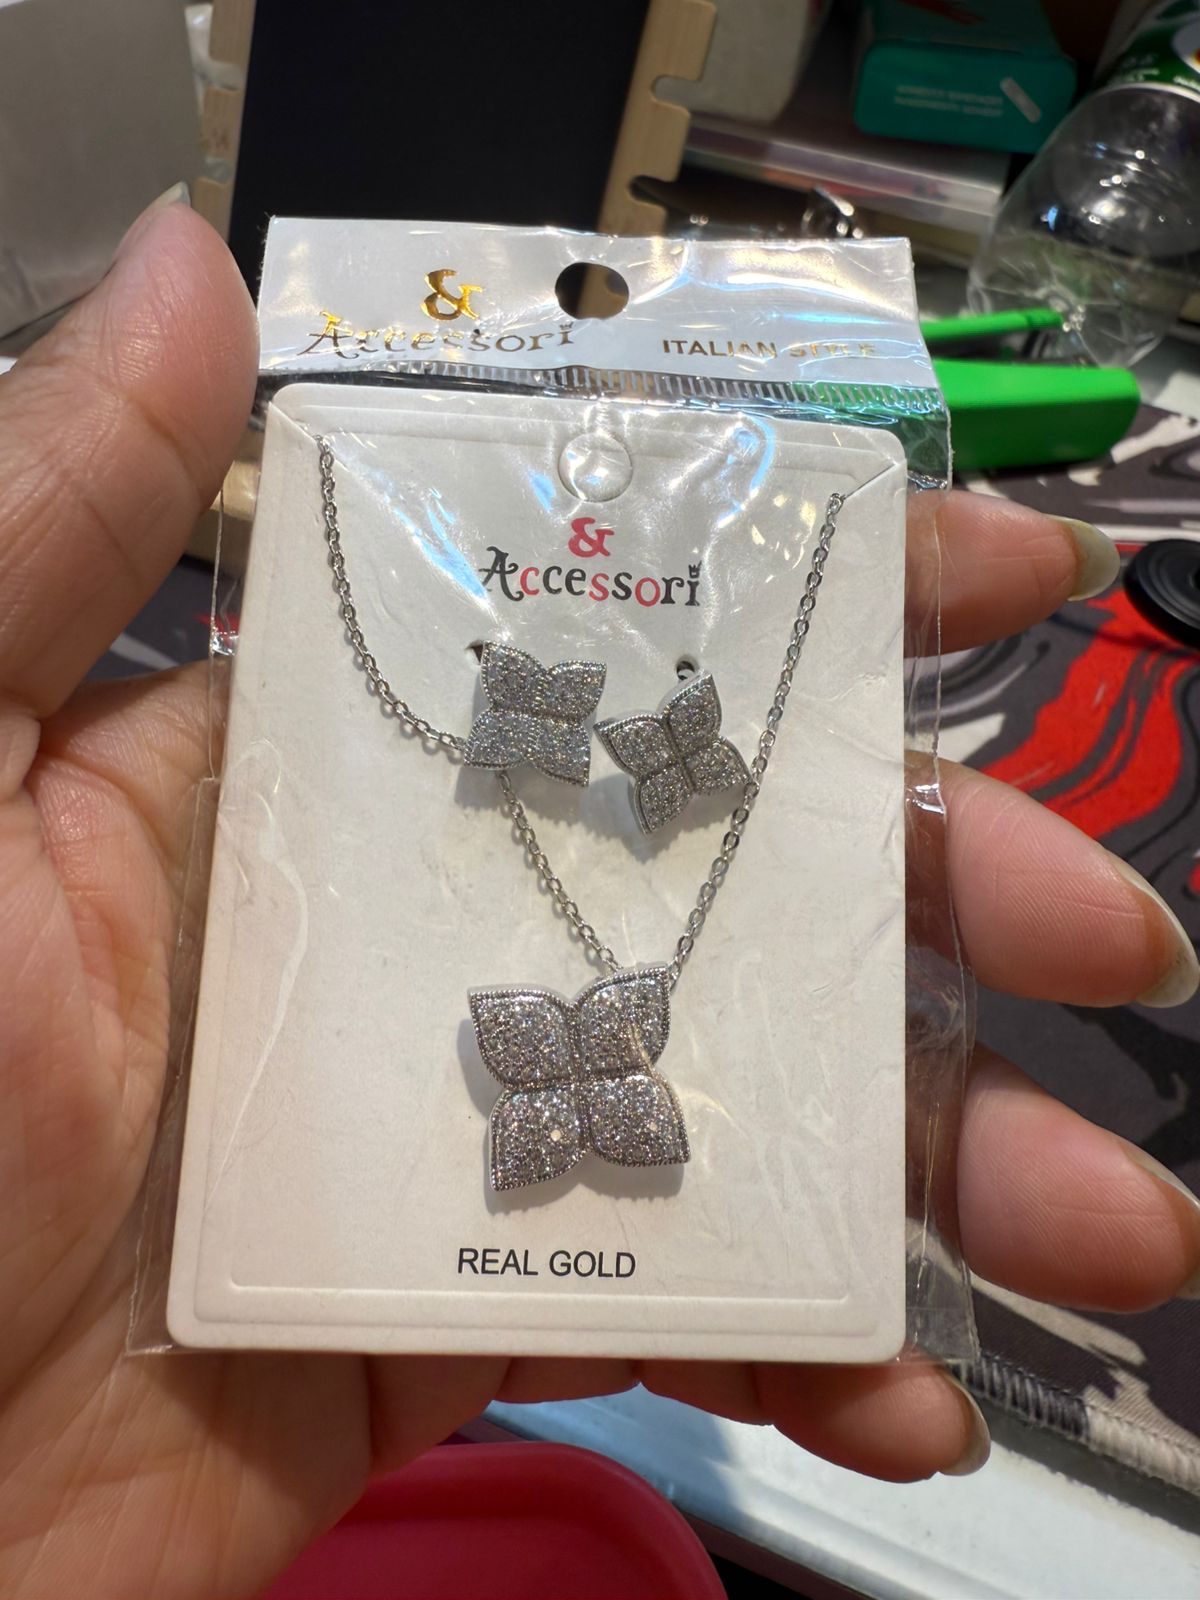 &
Accessori
ITALIAN STYLE
&
Accessori
REAL GOLD